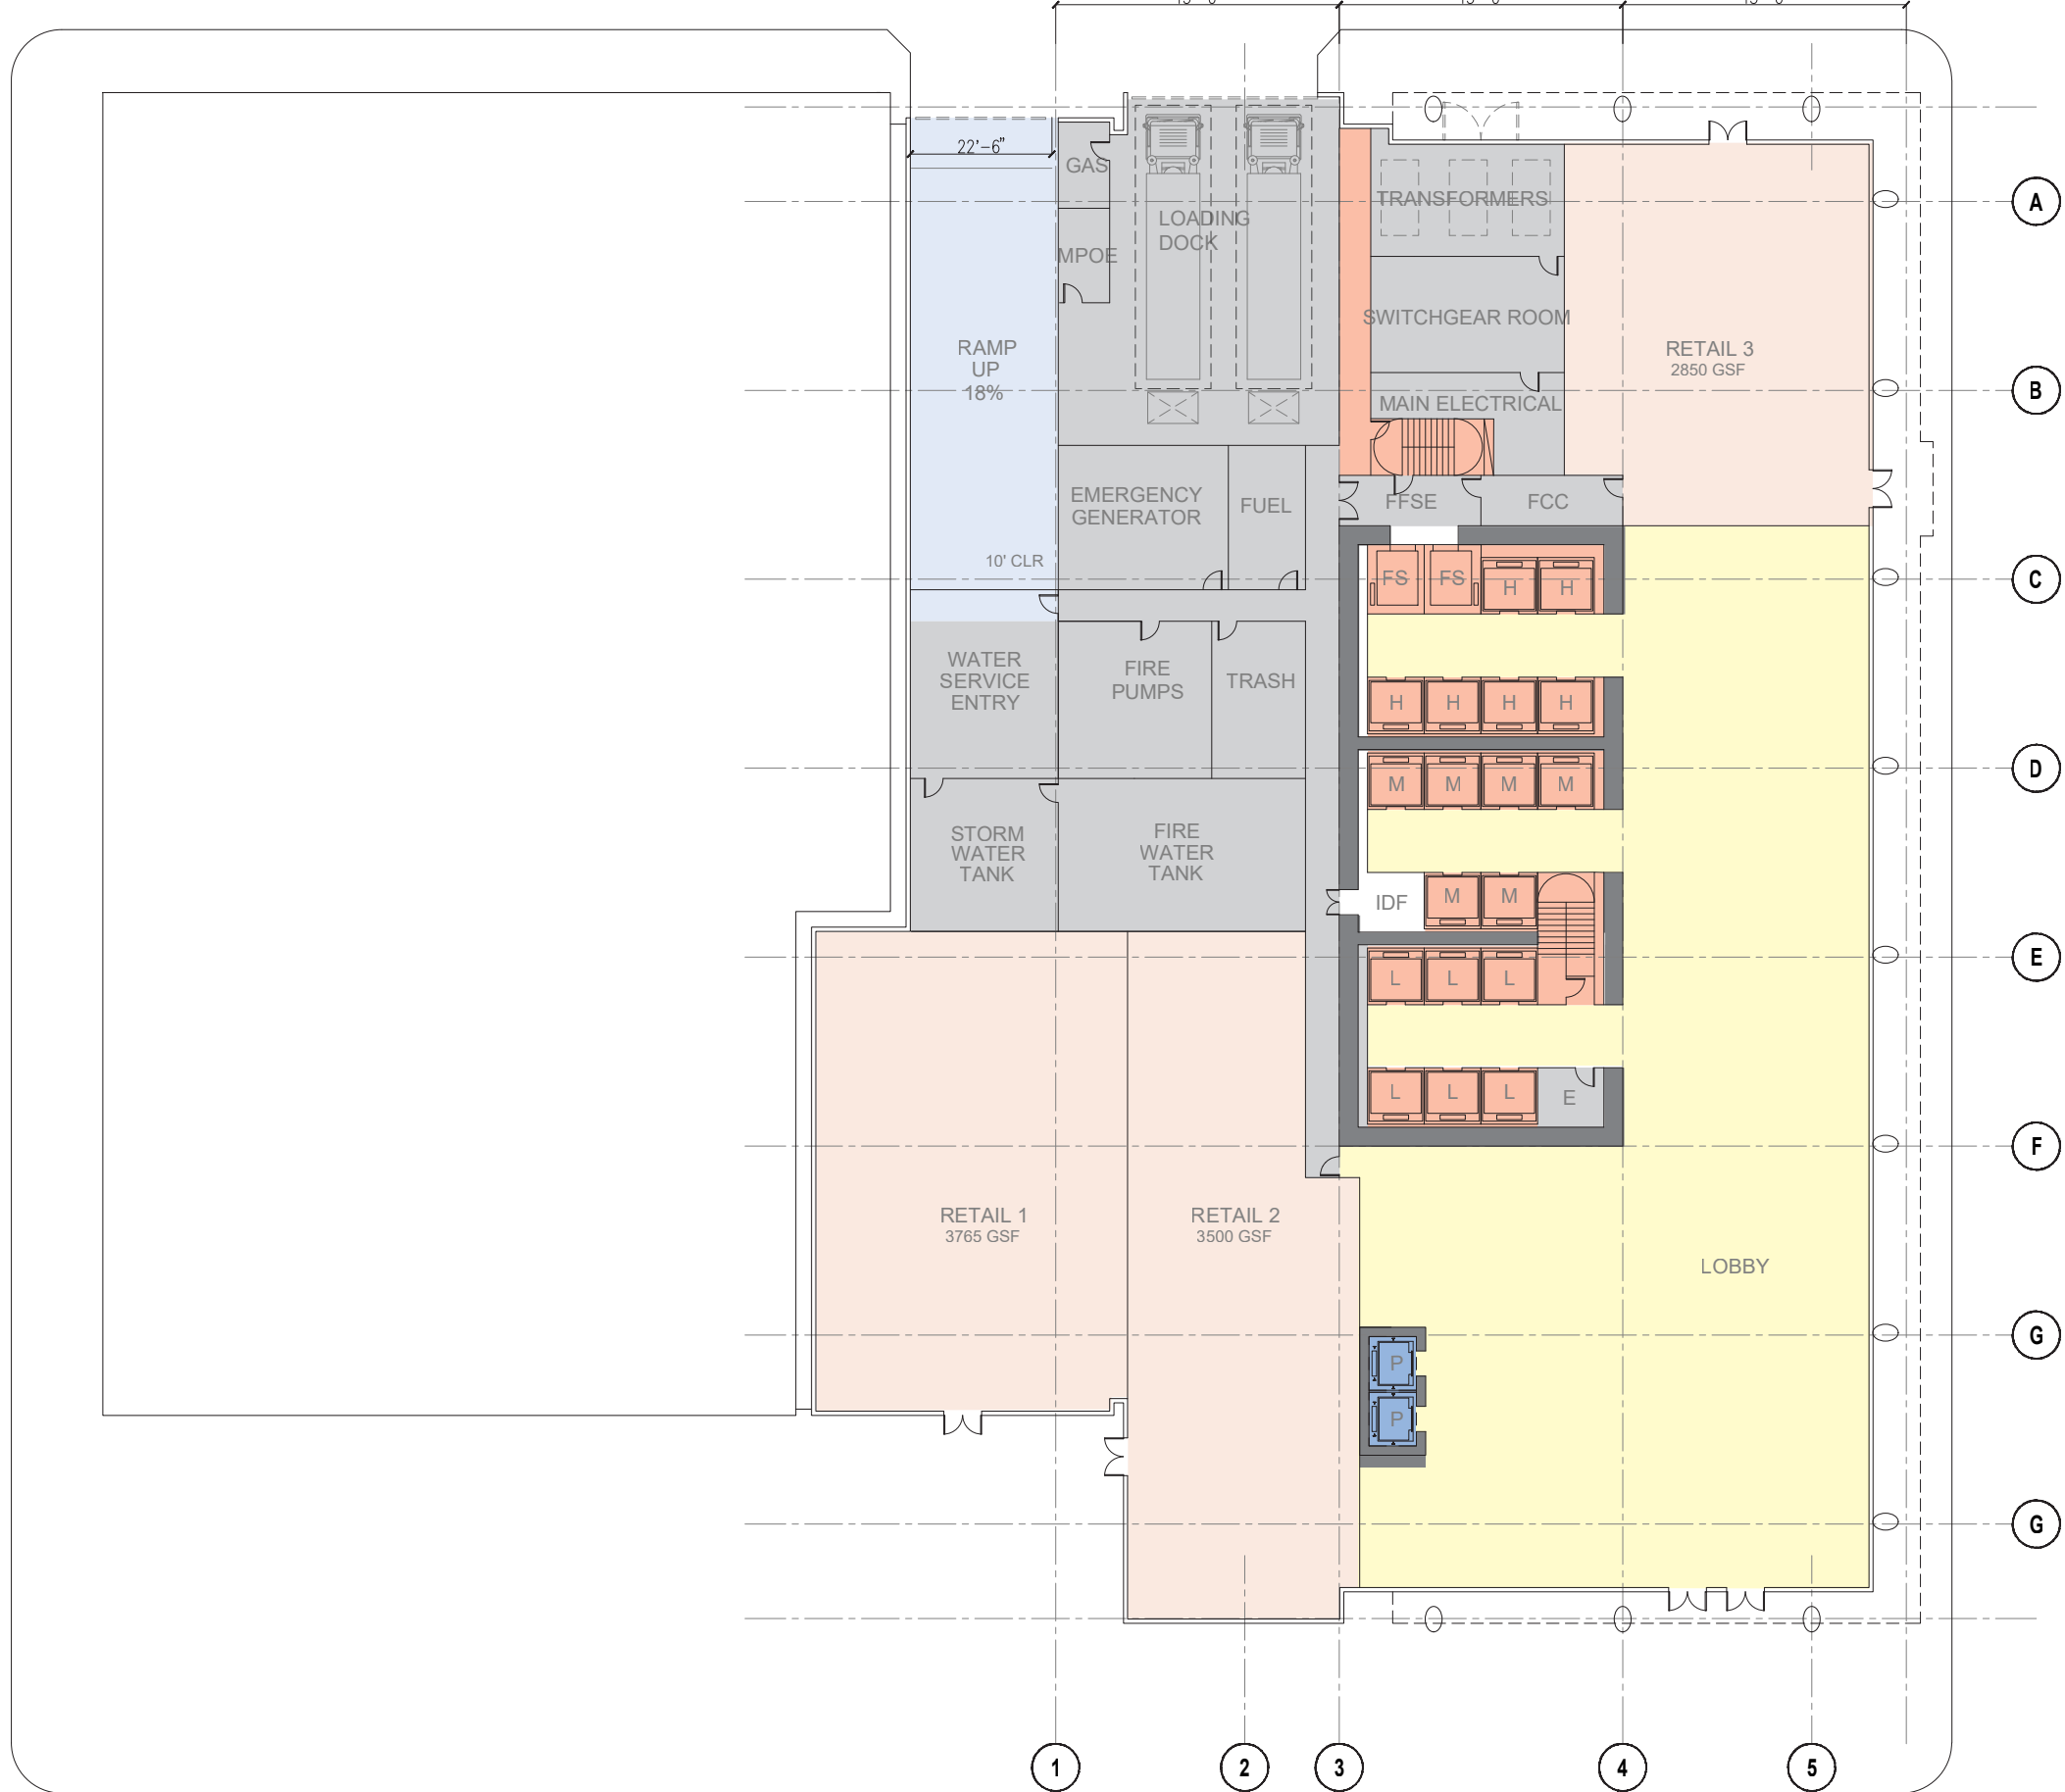 22'-6"
GAS
MPOE
LOADING
DOCK
TRANSFORMERS
A
SWITCHGEAR ROOM
RAMP
UP
18%
RETAIL 3
2850 GSF
B
MAIN ELECTRICAL
EMERGENCY
GENERATOR
FUEL
FFSE
FCC
10' CLR
FS
FS
H
H
C
WATER
SERVICE
ENTRY
FIRE
PUMPS
TRASH
H
H
H
H
M
M
M
M
D
STORM
WATER
TANK
FIRE
WATER
TANK
IDF
M
M
E
L
L
L
L
L
L
E
F
RETAIL 1
3765 GSF
RETAIL 2
3500 GSF
LOBBY
G
P
P
G
1
2
3
4
5